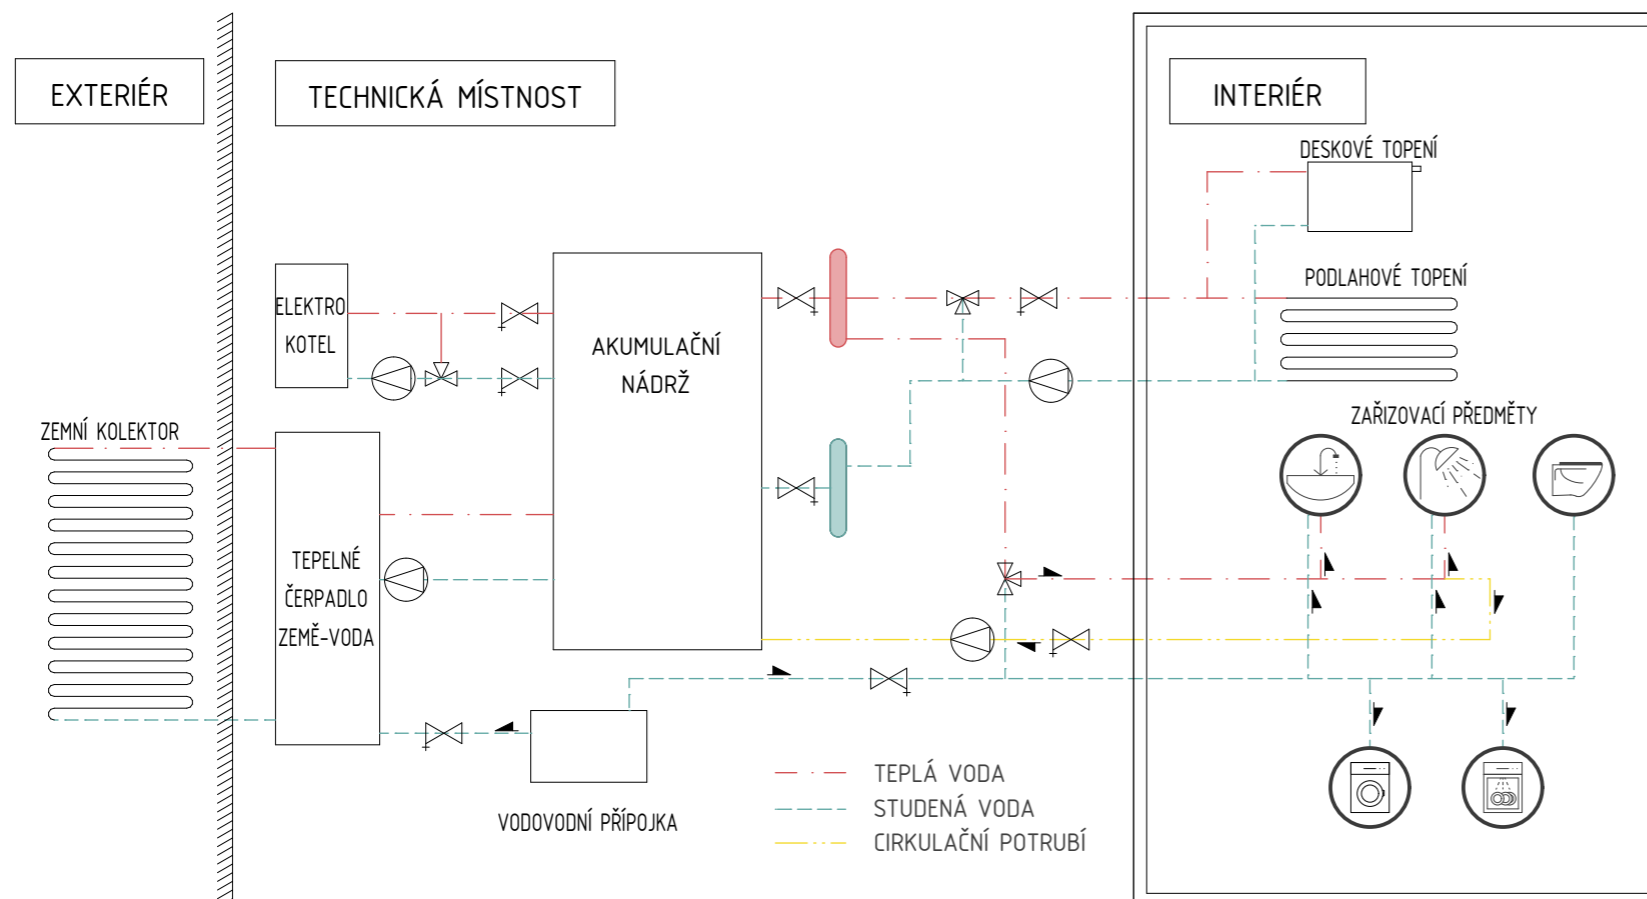 EXTERIÉR
TECHNICKÁ MÍSTNOST
INTERIÉR
DESKOVÉ TOPENÍ
PODLAHOVÉ TOPENÍ
ELEKTRO
KOTEL
AKUMULAČNÍ
NÁDRŽ
ZAŘIZOVACÍ PŘEDMĚTY
ZEMNÍ KOLEKTOR
TEPELNÉ
ČERPADLO
ZEMĚ-VODA
VODOVODNÍ PŘÍPOJKA
TEPLÁ VODA
STUDENÁ VODA
CIRKULAČNÍ POTRUBÍ